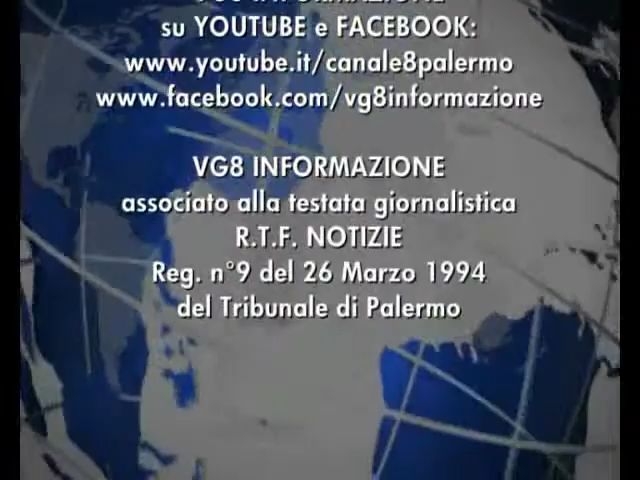 su YOUTUBE e FACEBOOK:
www.youtube.it/canale8palermo
www.facebook.com/vg8informazione
VG8 INFORMAZIONE
associato alla testata giornalistica
R.T.F. NOTIZIE
Reg. n°9 del 26 Marzo 1994
del Tribunale di Palermo